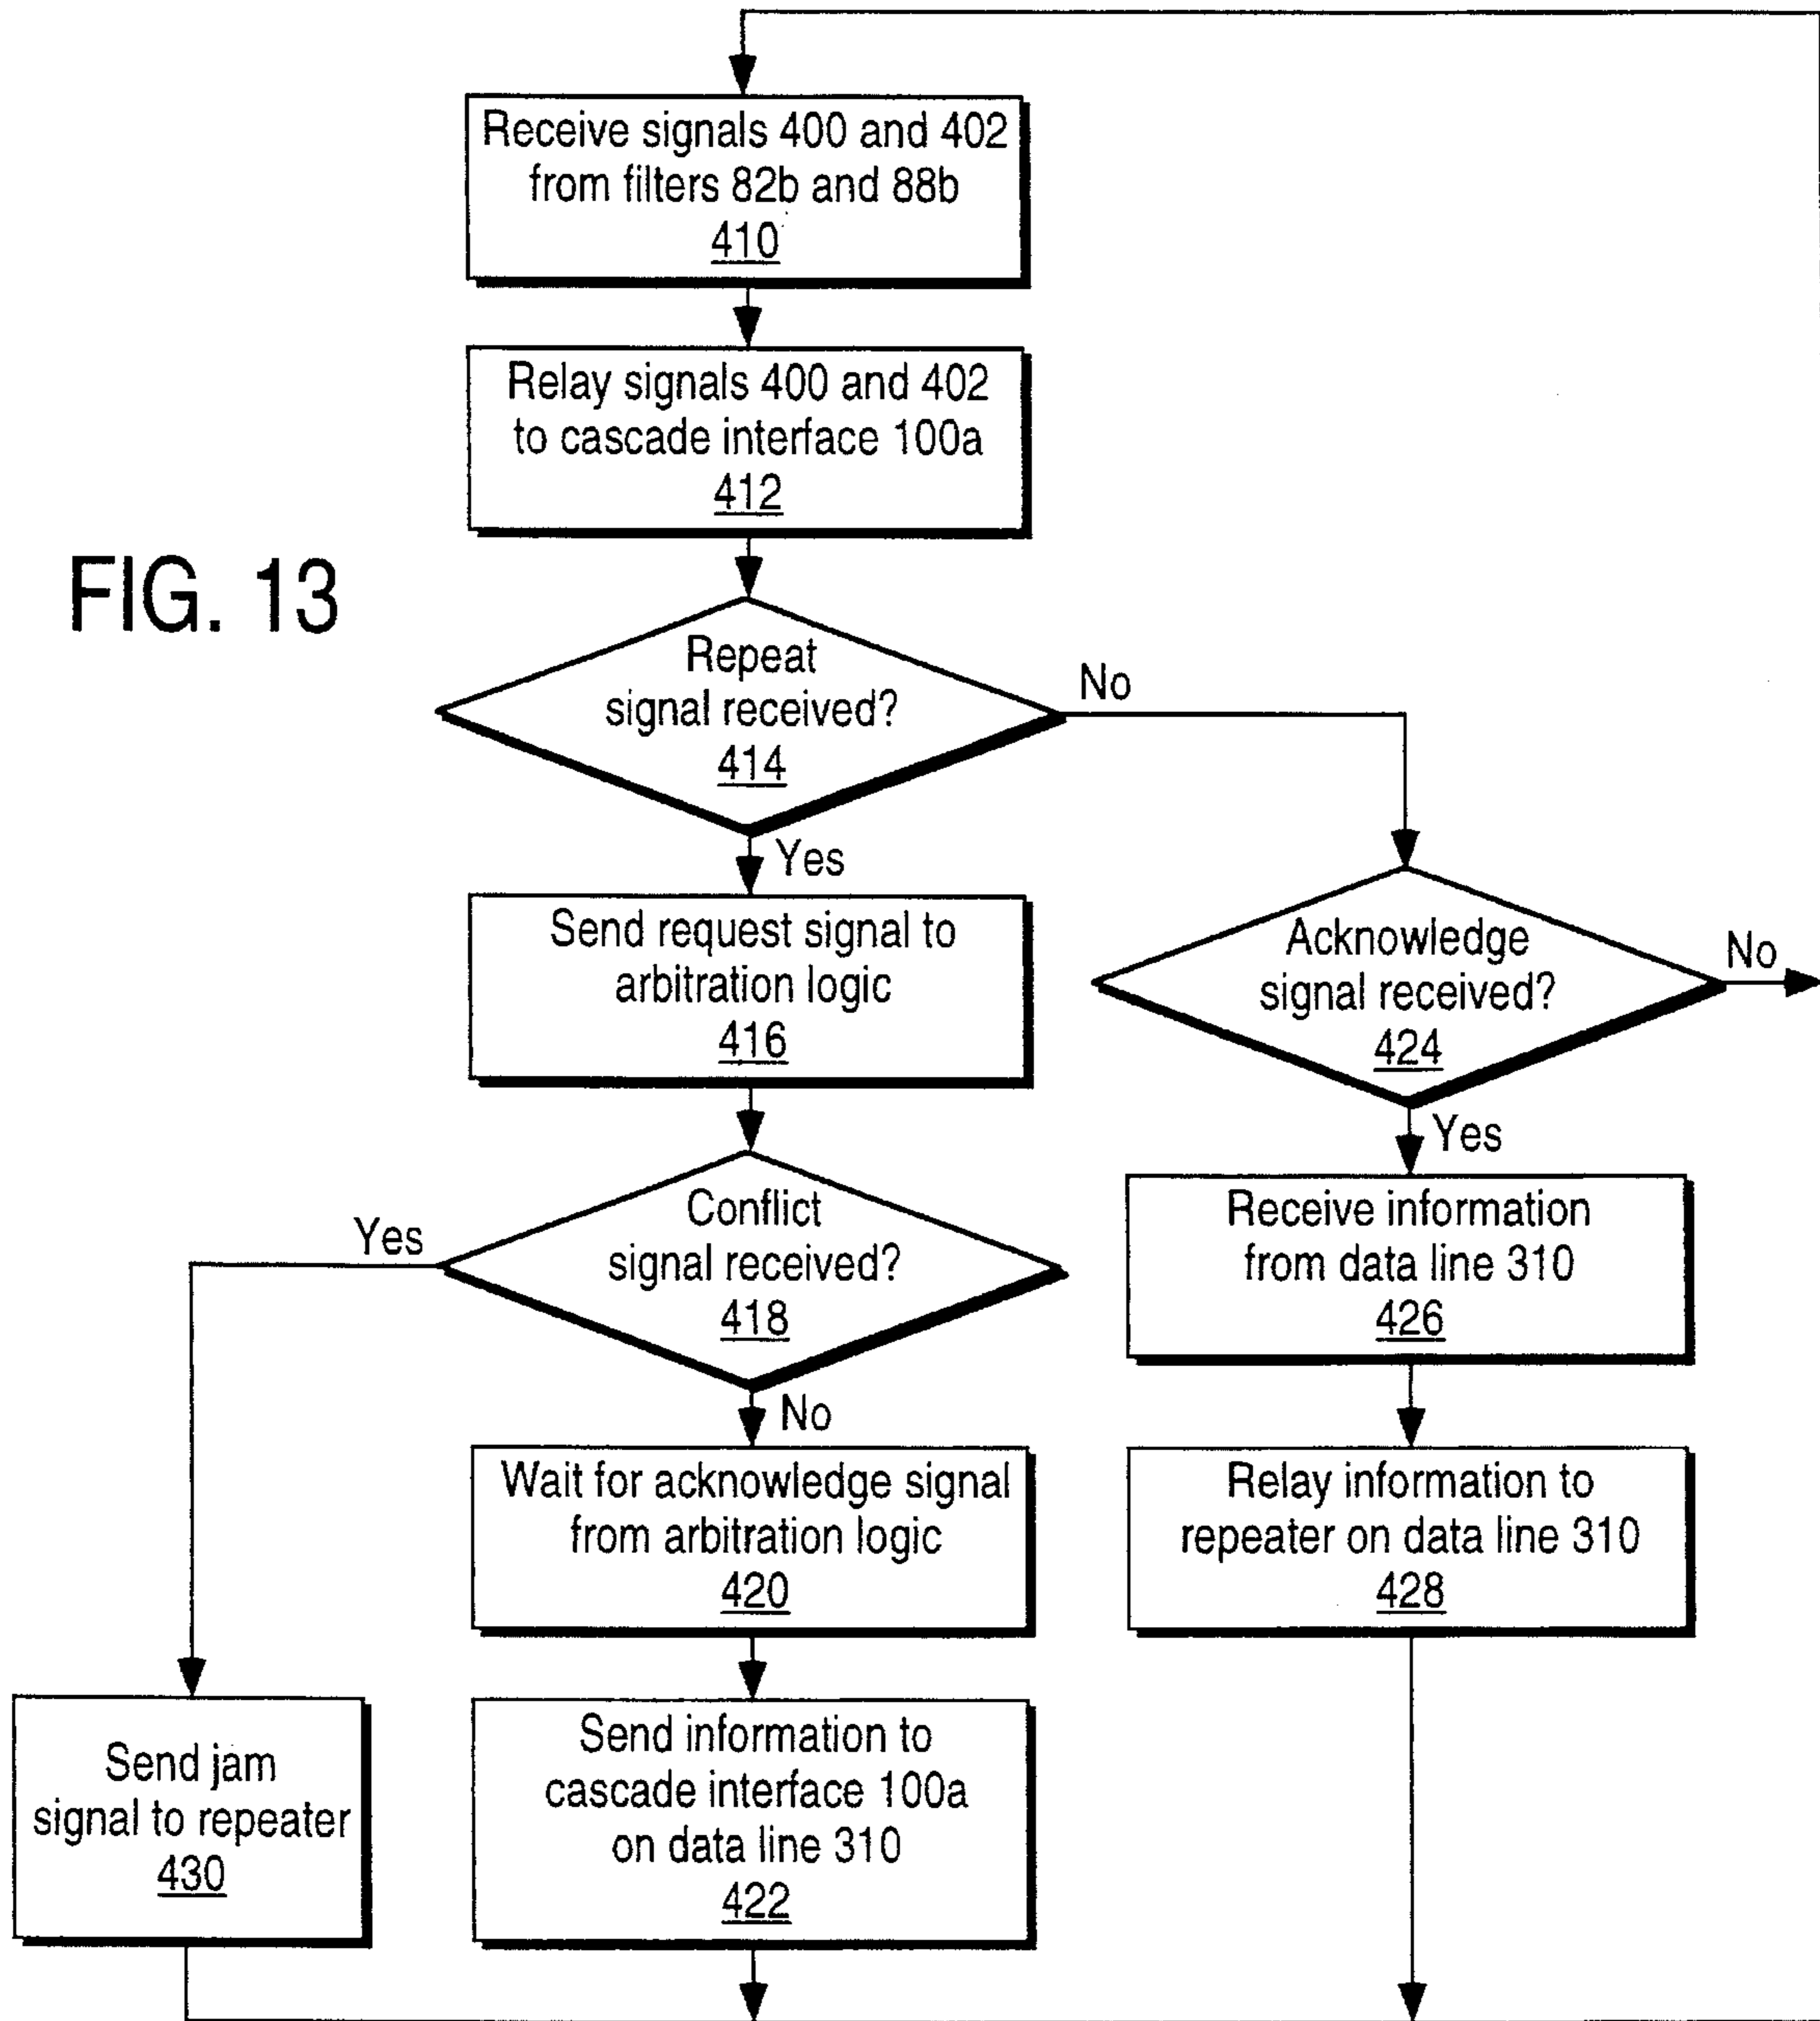 Receive signals 400 and 402
from filters 82b and 88b
410
Relay signals 400 and 402
to cascade interface 100a
412
FIG. 13
Repeat
signal received?
414
No
Yes
Send request signal to
arbitration logic
416
Acknowledge
signal received?
424
No
Yes
Conflict
signal received?
418
Yes
No
Receive information
from data line 310
426
Wait for acknowledge signal
from arbitration logic
420
Relay information to
repeater on data line 310
428
Send jam
signal to repeater
430
Send information to
cascade interface 100a
on data line 310
422